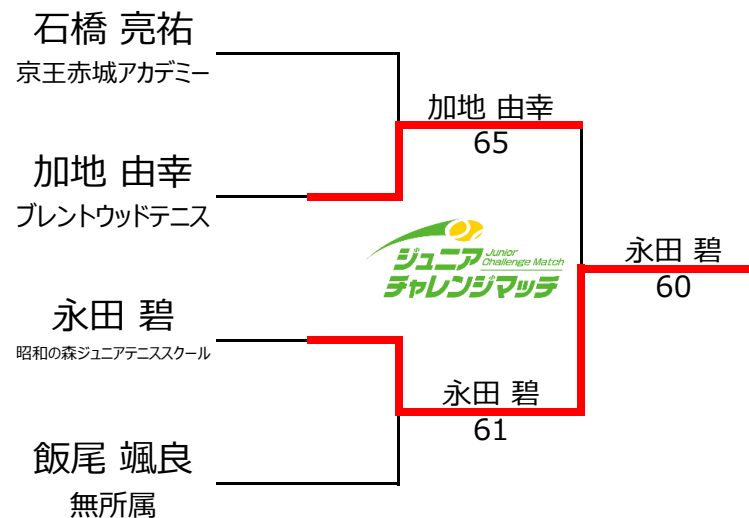 石橋 亮祐
京王赤城アカデミー
加地 由幸
65
加地 由幸
ブレントウッドテニス
ジュニア Junior Challenge Match
チャレンジマッチ
永田 碧
60
永田 碧
昭和の森ジュニアテニススクール
永田 碧
61
飯尾 颯良
無所属